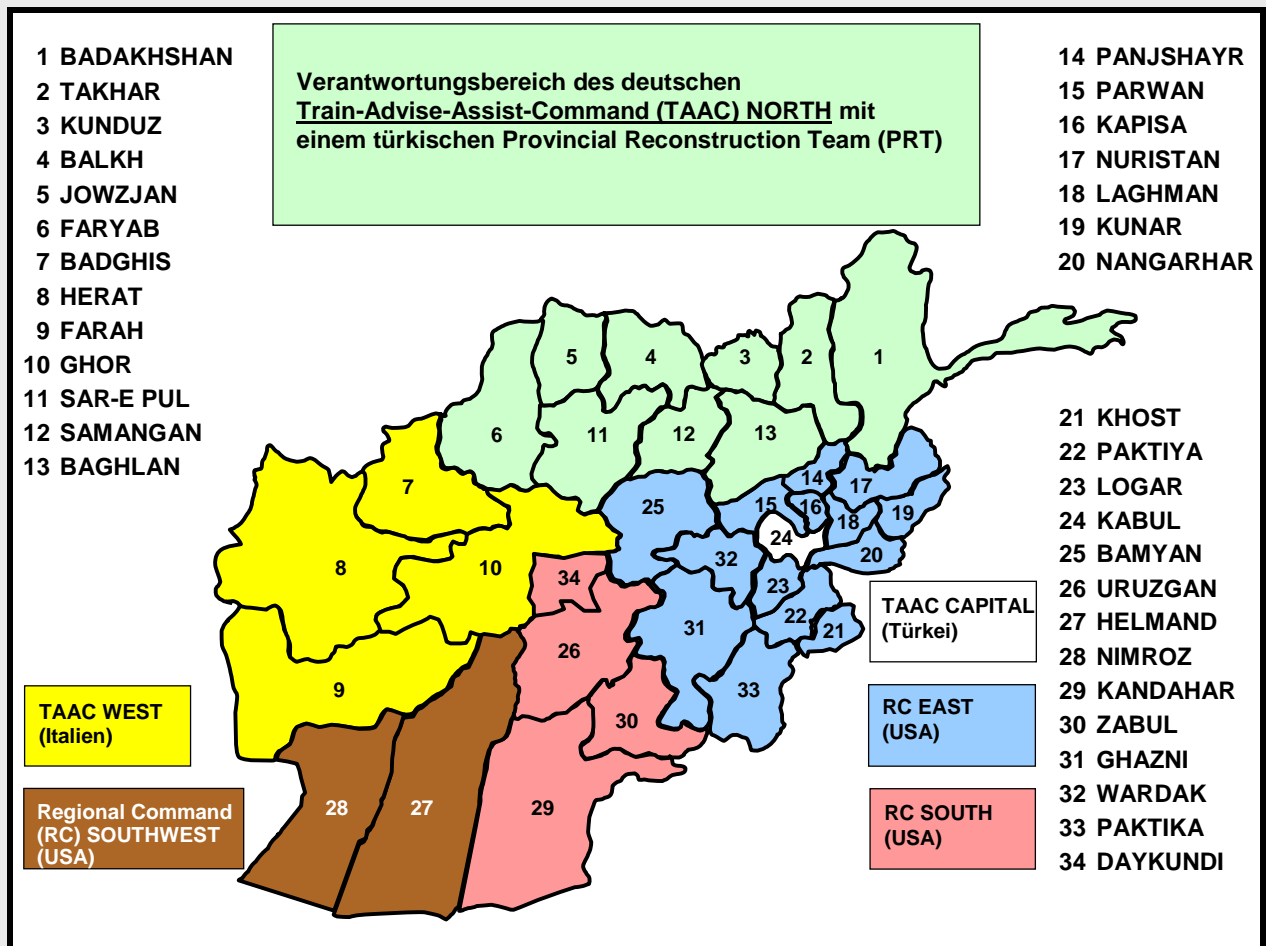 1 BADAKHSHAN
2 TAKHAR
3 KUNDUZ
4 BALKH
5 JOWZJAN
6 FARYAB
7 BADGHIS
8 HERAT
9 FARAH
10 GHOR
11 SAR-E PUL
12 SAMANGAN
13 BAGHLAN
Verantwortungsbereich des deutschen
Train-Advise-Assist-Command (TAAC) NORTH mit
einem türkischen Provincial Reconstruction Team (PRT)
14 PANJSHAYR
15 PARWAN
16 KAPISA
17 NURISTAN
18 LAGHMAN
19 KUNAR
20 NANGARHAR
21 KHOST
22 PAKTIYA
23 LOGAR
24 KABUL
25 BAMYAN
26 URUZGAN
27 HELMAND
28 NIMROZ
29 KANDAHAR
30 ZABUL
31 GHAZNI
32 WARDAK
33 PAKTIKA
34 DAYKUNDI
5
4
3
2
1
6
11
12
13
7
25
15
14
16
17
18
19
24
20
8
10
34
32
23
22
21
31
26
33
9
30
28
27
29
TAAC WEST
(Italien)
Regional Command
(RC) SOUTHWEST
(USA)
TAAC CAPITAL
(Türkei)
RC EAST
(USA)
RC SOUTH
(USA)